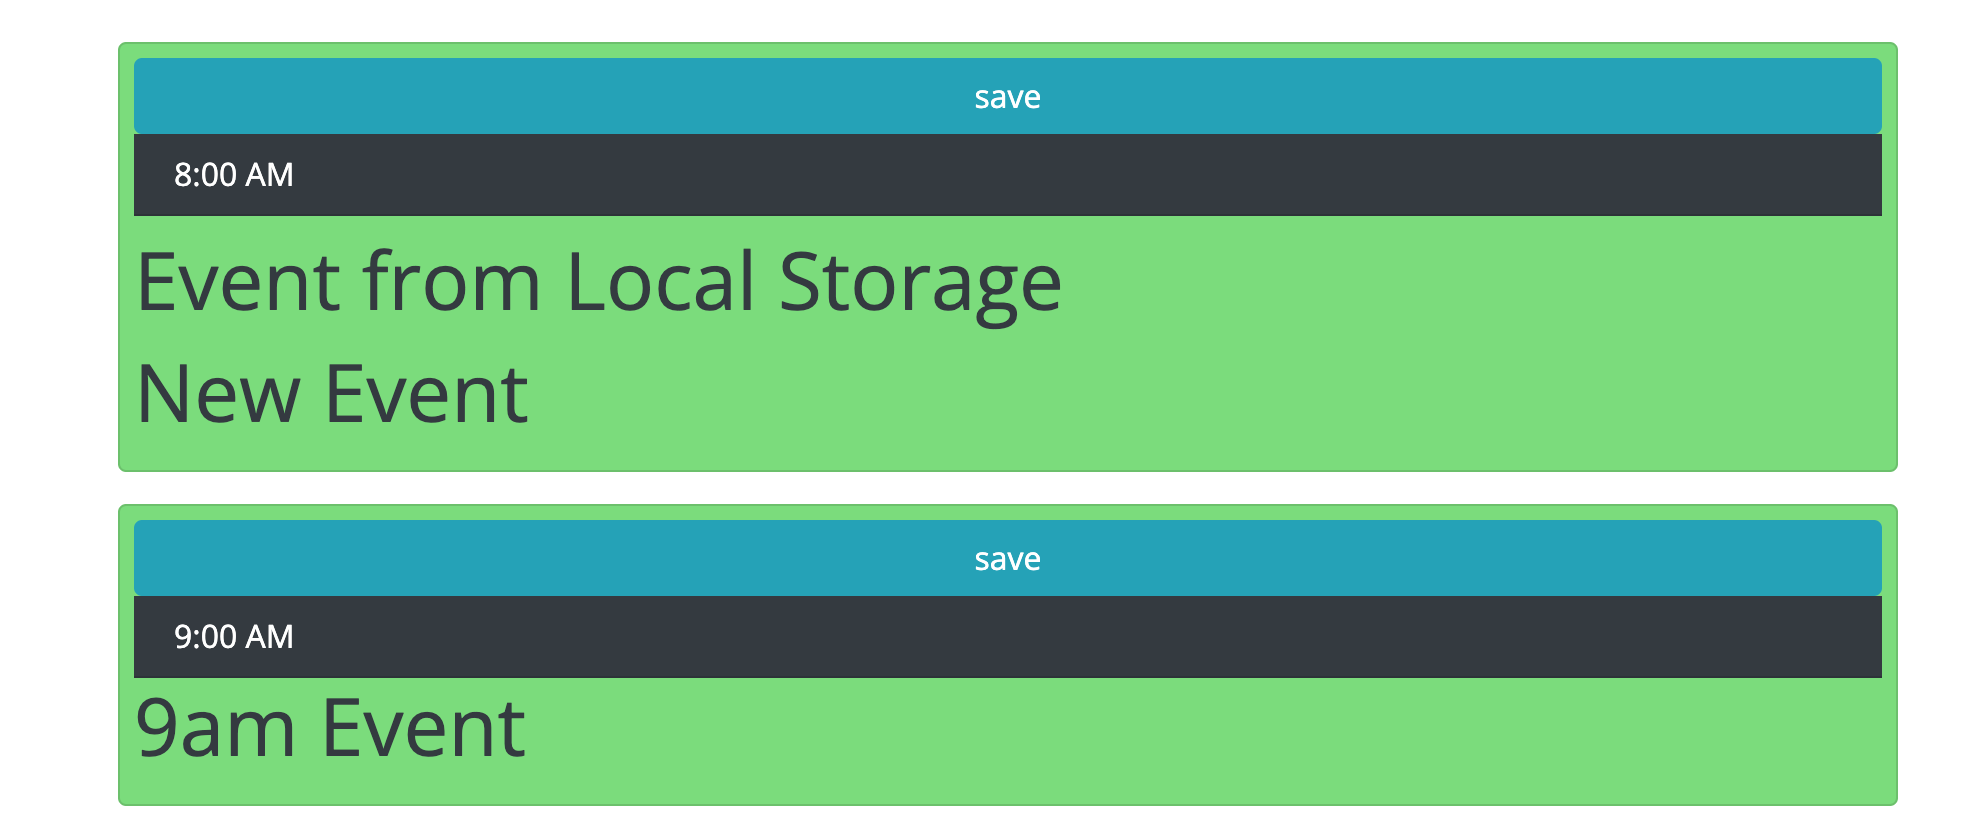 save
8:00 AM
Event from Local Storage
New Event
save
9:00 AM
9am Event